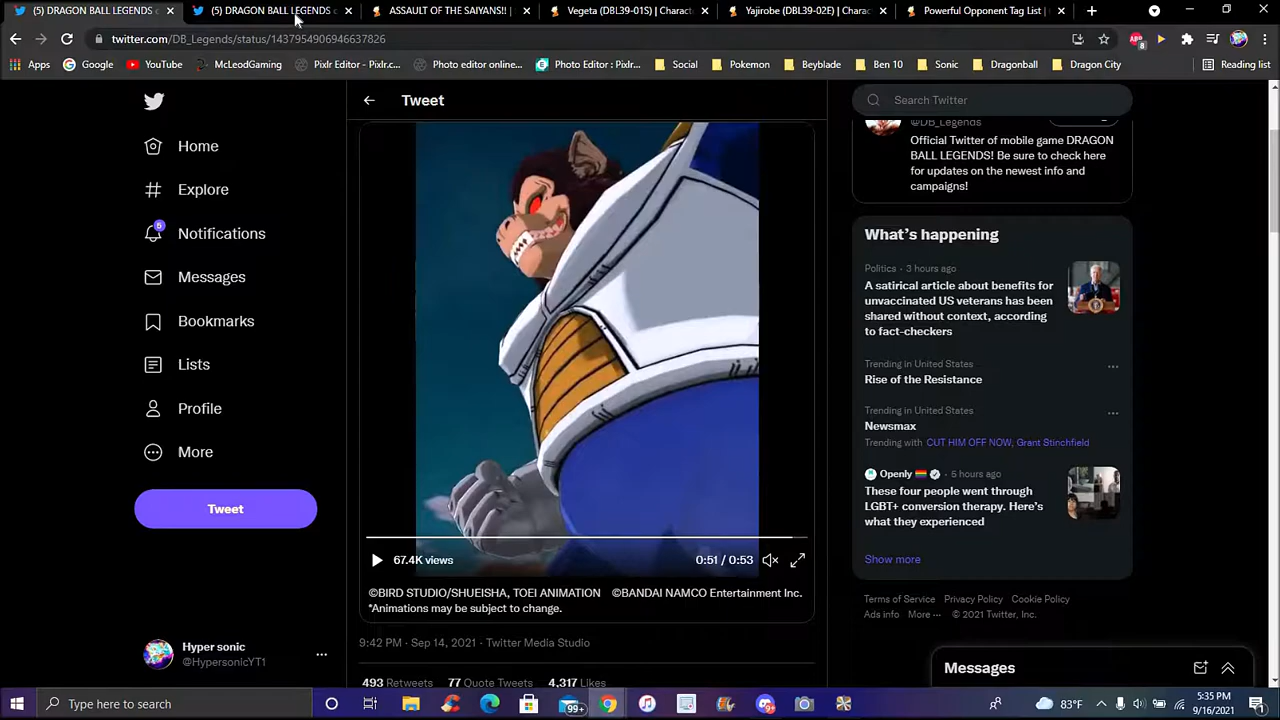 (5) DRAGON BALL LEGENDS
(5) DRAGON BALL LEGENDS
ASSAULT OF THE SAIYANS!! |
Vegeta (DBL39-01S) | Charact
Yajirobe (DBL39-02E) | Charac
Powerful Opponent Tag List |
twitter.com/DB_Legends/status/1437954906946637826
8
Apps
Google
YouTube
McLeodGaming
Pixlr Editor - Pixlr.c...
Photo editor online...
Photo Editor : Pixlr...
Social
Pokemon
Beyblade
Ben 10
Sonic
Dragonball
Dragon City
Reading list
Tweet
Search Twitter
Home
Explore
5
Notifications
Messages
Bookmarks
Lists
Profile
More
Tweet
Hyper sonic
@HypersonicYT1
67.4K views
0:51 / 0:53
©BIRD STUDIO/SHUEISHA, TOEI ANIMATION ©BANDAI NAMCO Entertainment Inc.
*Animations may be subject to change.
9:42 PM · Sep 14, 2021 · Twitter Media Studio
493 Retweets 77 Quote Tweets 4,317 Likes
@DB_Legends
Official Twitter of mobile game DRAGON
BALL LEGENDS! Be sure to check here
for updates on the newest info and
campaigns!
What's happening
Politics · 3 hours ago
A satirical article about benefits for
unvaccinated US veterans has been
shared without context, according
to fact-checkers
Trending in United States
Rise of the Resistance
Trending in United States
Newsmax
Trending with CUT HIM OFF NOW, Grant Stinchfield
Openly 5 hours ago
These four people went through
LGBT+ conversion therapy. Here's
what they experienced
Show more
Terms of Service Privacy Policy Cookie Policy
Ads info More ··· © 2021 Twitter, Inc.
Messages
Type here to search
99+
83°F
5:35 PM
9/16/2021